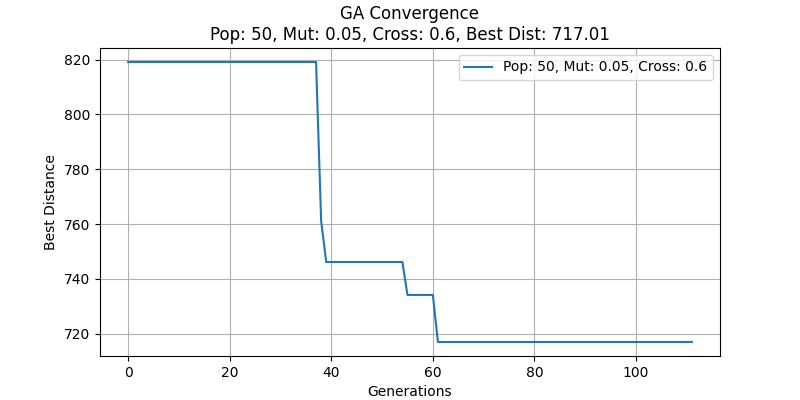 GA Convergence
Pop: 50, Mut: 0.05, Cross: 0.6, Best Dist: 717.01
Pop: 50, Mut: 0.05, Cross: 0.6
820
800
780
760
740
720
Best Distance
0 20 40 60 80 100
Generations